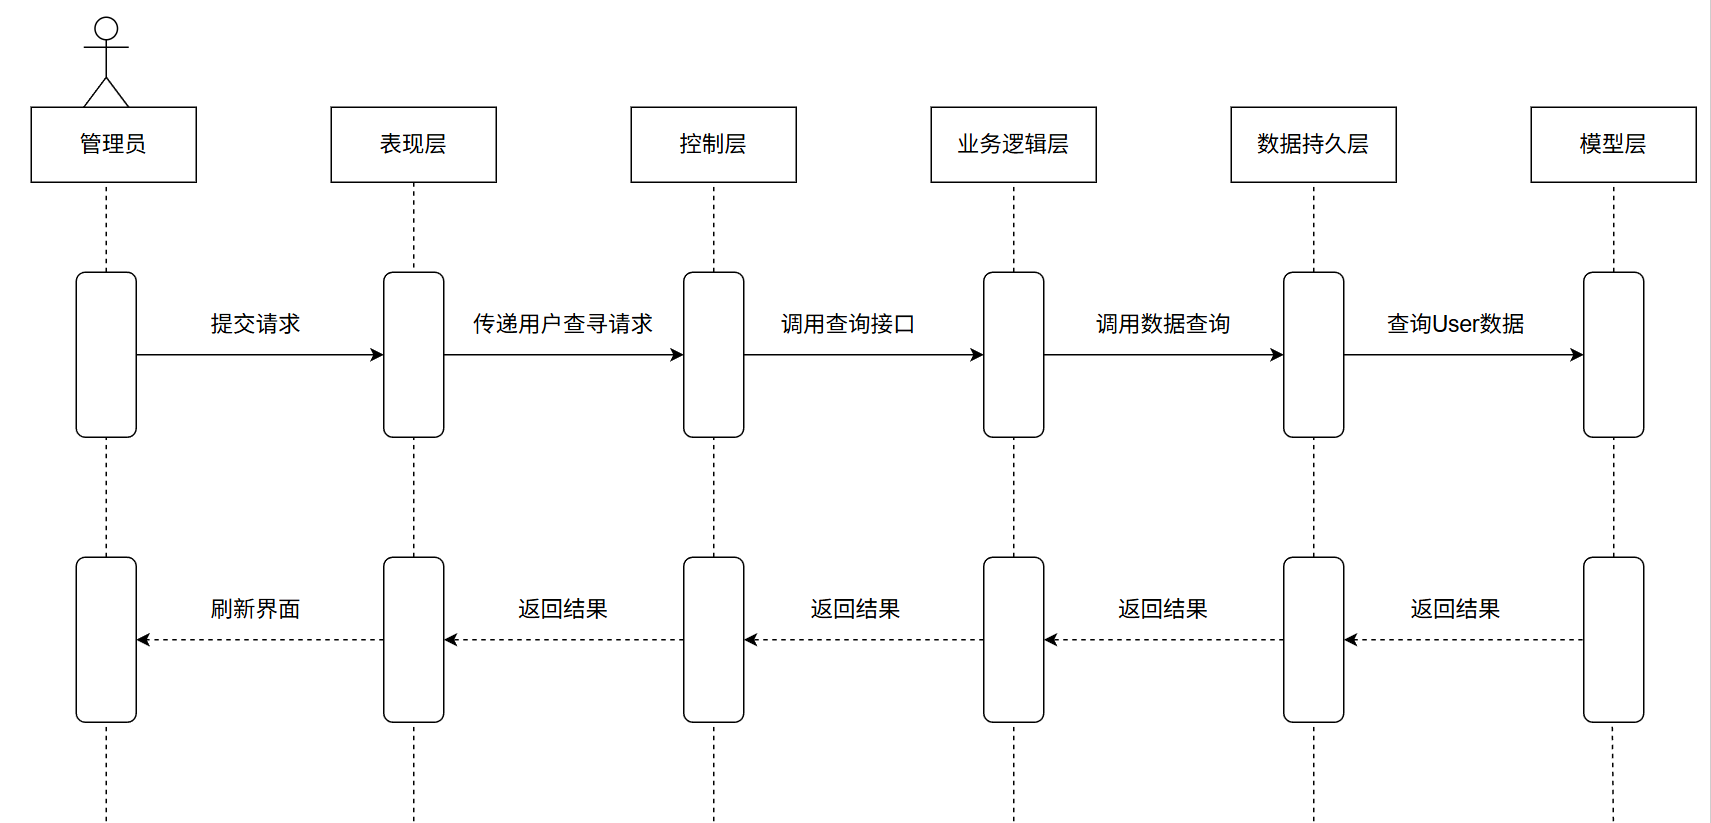 管理员
表现层
控制层
业务逻辑层
数据持久层
模型层
提交请求
传递用户查寻请求
调用查询接口
调用数据查询
查询User数据
刷新界面
返回结果
返回结果
返回结果
返回结果